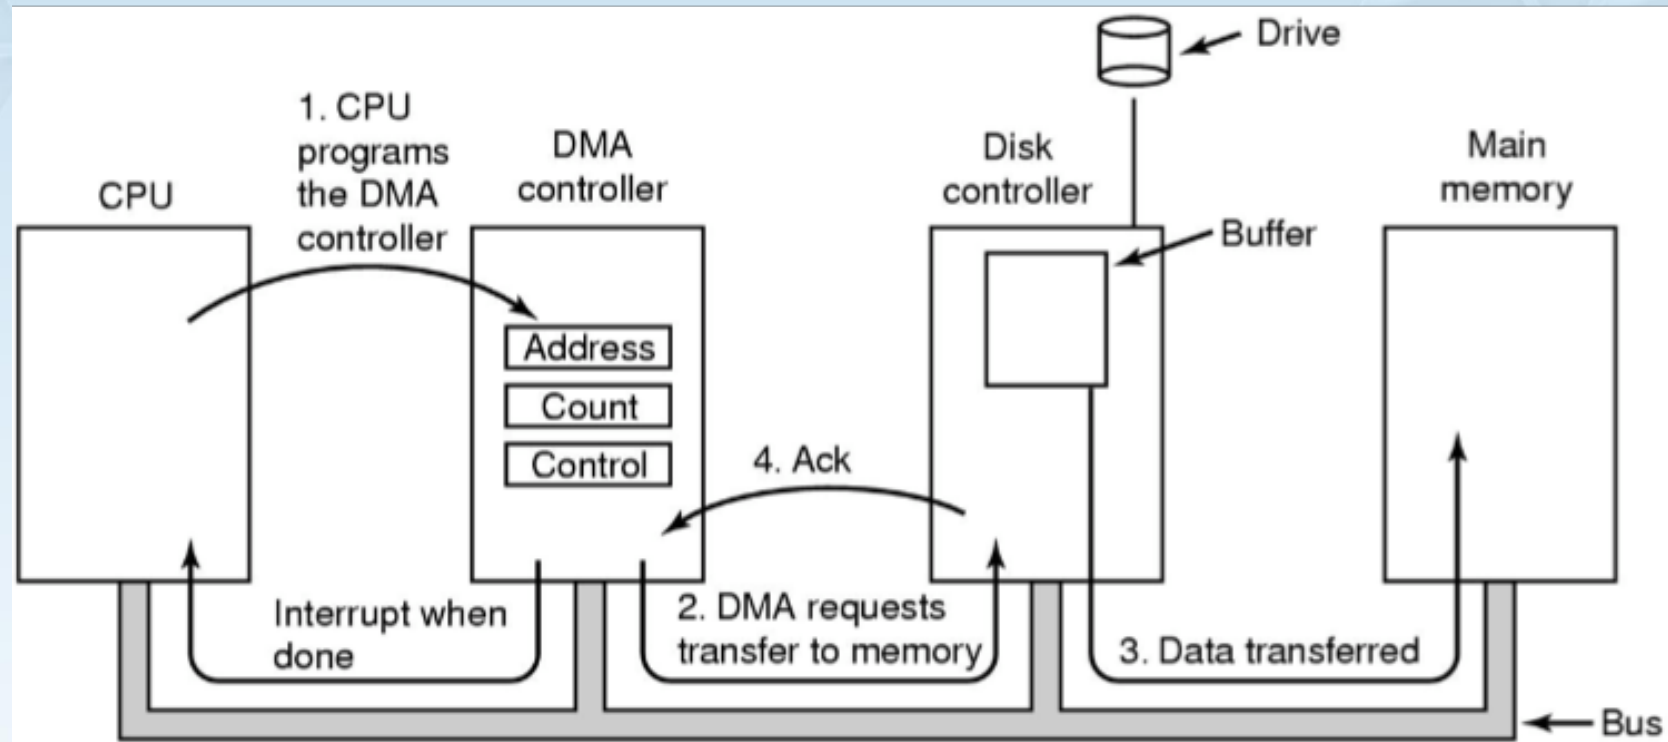 Drive
1. CPU
programs
the DMA
controller
DMA
controller
Disk
controller
Main
memory
CPU
Buffer
Address
Count
Control
4. Ack
Interrupt when
done
2. DMA requests
transfer to memory
3. Data transferred
Bus